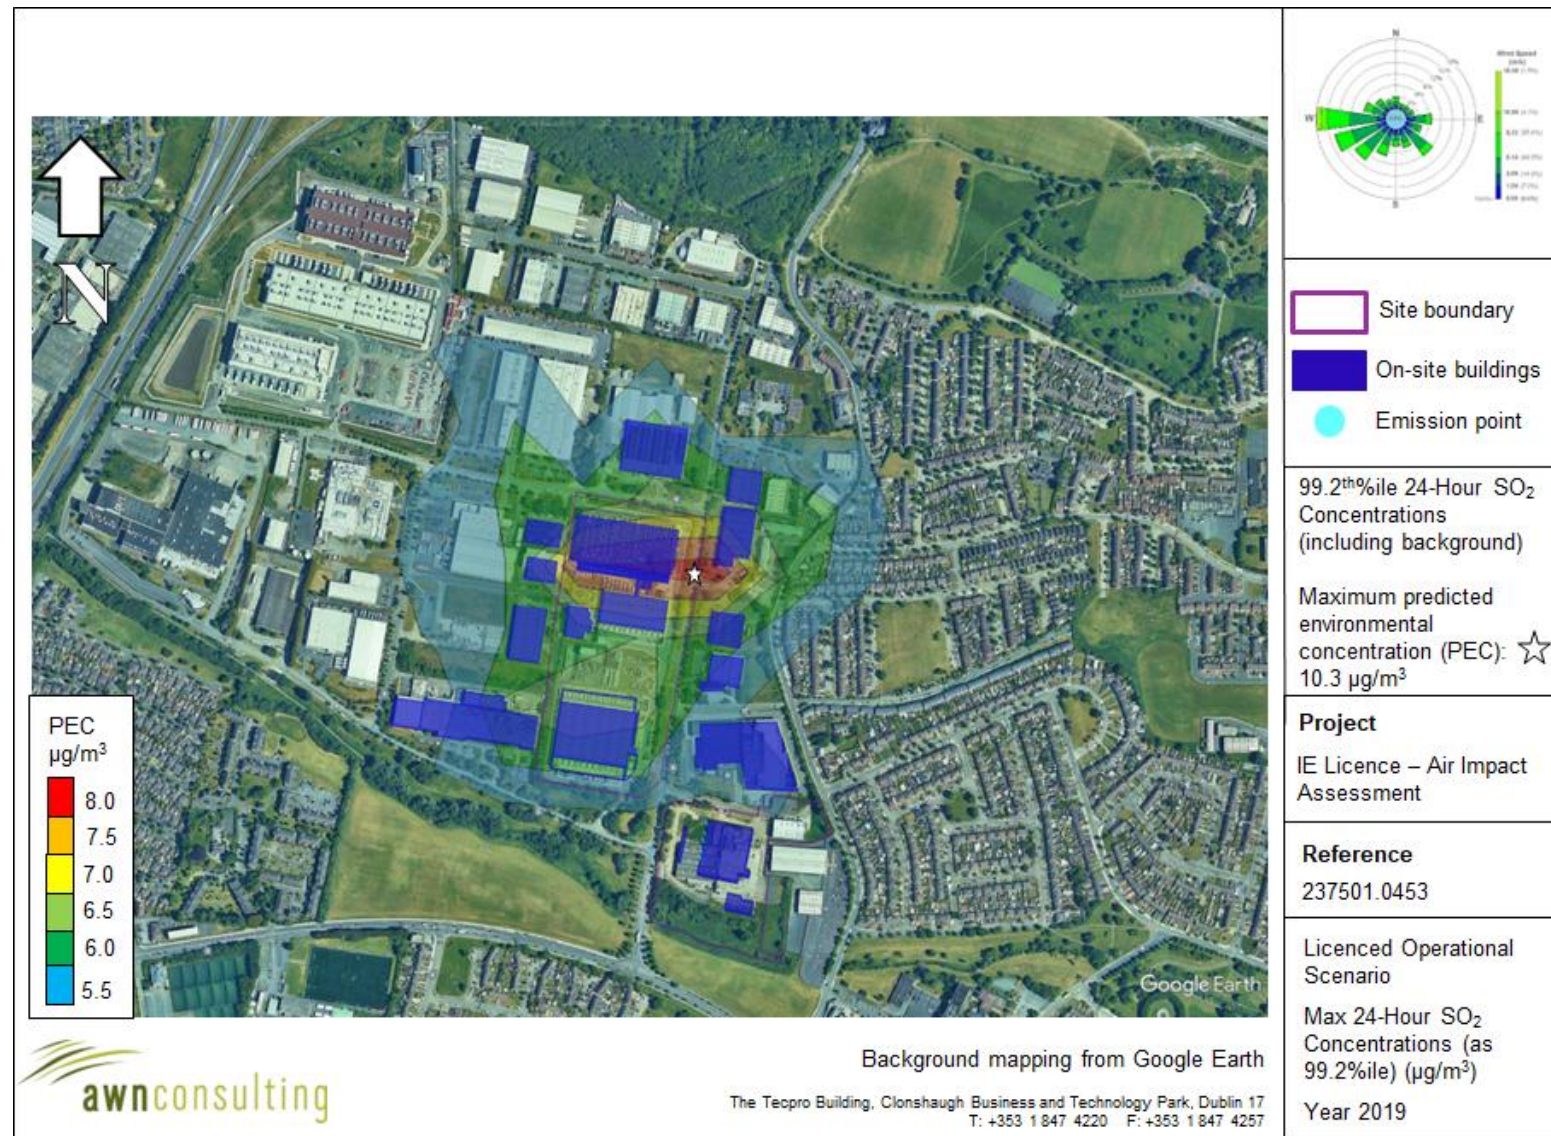 N
N
W
E
S
Wind Speed
Site boundary
On-site buildings
Emission point
99.2th%ile 24-Hour SO2
Concentrations
(including background)
Maximum predicted
environmental
concentration (PEC):
10.3 µg/m3
PEC
µg/m3
8.0
7.5
7.0
6.5
6.0
5.5
Project
IE Licence – Air Impact
Assessment
Reference
237501.0453
Licenced Operational
Scenario
Max 24-Hour SO2
Concentrations (as
99.2%ile) (µg/m3)
Year 2019
Google Earth
awnconsulting
Background mapping from Google Earth
The Tecpro Building, Clonshaugh Business and Technology Park, Dublin 17
T: +353 1 847 4220 F: +353 1 847 4257